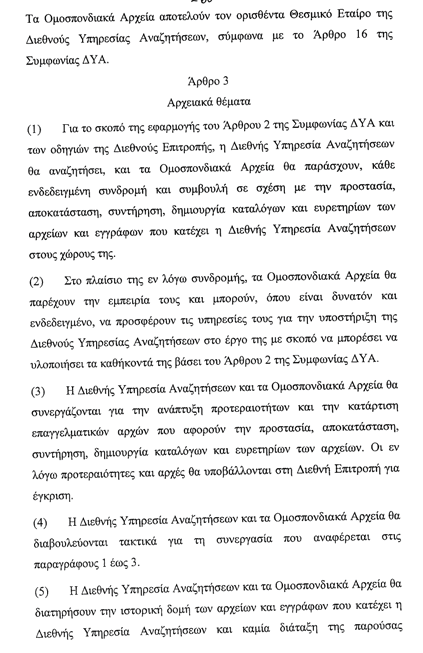 Τα Ομοσπονδιακά Αρχεία αποτελούν τον ορισθέντα Θεσμικό Εταίρο της
Διεθνούς Υπηρεσίας Αναζητήσεων, σύμφωνα με το Άρθρο 16 της
Συμφωνίας ΔΥΑ.
Άρθρο 3
Αρχειακά θέματα
(1) Για το σκοπό της εφαρμογής του Άρθρου 2 της Συμφωνίας ΔΥΑ και
των οδηγιών της Διεθνούς Επιτροπής, η Διεθνής Υπηρεσία Αναζητήσεων
θα αναζητήσει, και τα Ομοσπονδιακά Αρχεία θα παράσχουν, κάθε
ενδεδειγμένη συνδρομή και συμβουλή σε σχέση με την προστασία,
αποκατάσταση, συντήρηση, δημιουργία καταλόγων και ευρετηρίων των
αρχείων και εγγράφων που κατέχει η Διεθνής Υπηρεσία Αναζητήσεων
στους χώρους της.
(2) Στο πλαίσιο της εν λόγω συνδρομής, τα Ομοσπονδιακά Αρχεία θα
παρέχουν την εμπειρία τους και μπορούν, όπου είναι δυνατόν και
ενδεδειγμένο, να προσφέρουν τις υπηρεσίες τους για την υποστήριξη της
Διεθνούς Υπηρεσίας Αναζητήσεων στο έργο της με σκοπό να μπορέσει να
υλοποιήσει τα καθήκοντά της βάσει του Άρθρου 2 της Συμφωνίας ΔΥΑ.
(3) Η Διεθνής Υπηρεσία Αναζητήσεων και τα Ομοσπονδιακά Αρχεία θα
συνεργάζονται για την ανάπτυξη προτεραιοτήτων και την κατάρτιση
επαγγελματικών αρχών που αφορούν την προστασία, αποκατάσταση,
συντήρηση, δημιουργία καταλόγων και ευρετηρίων των αρχείων. Οι εν
λόγω προτεραιότητες και αρχές θα υποβάλλονται στη Διεθνή Επιτροπή για
έγκριση.
(4) Η Διεθνής Υπηρεσία Αναζητήσεων και τα Ομοσπονδιακά Αρχεία θα
διαβουλεύονται τακτικά για τη συνεργασία που αναφέρεται στις
παραγράφους 1 έως 3.
(5) Η Διεθνής Υπηρεσία Αναζητήσεων και τα Ομοσπονδιακά Αρχεία θα
διατηρήσουν την ιστορική δομή των αρχείων και εγγράφων που κατέχει η
Διεθνής Υπηρεσία Αναζητήσεων και καμία διάταξη της παρούσας